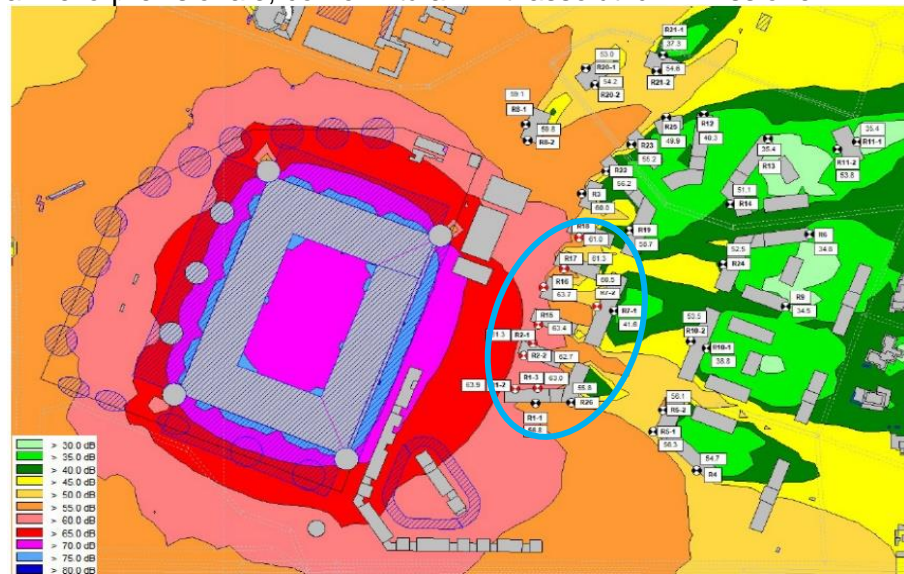 R21-1
37.3
53.0
R20-1
54.6
R21-2
54.2
R20-2
59.1
R8-1
R25
R12
49.9
40.3
59.8
R8-2
R23
55.2
35.4
R13
35.4
R11-1
R11-2
53.8
R22
56.2
51.1
R14
R3
60.0
R18
61.0
R19
50.7
R6
34.6
52.5
R24
R17
61.3
R16
63.7
R7-1
41.6
R9
34.5
R15
63.4
53.5
R10-2
R10-1
38.8
R2-1
R2-2
62.7
R1-3
63.0
63.9
55.8
R26
R1-1
56.1
R5-2
R5-1
56.3
54.7
R4
> 30.0 dB
> 35.0 dB
> 40.0 dB
> 45.0 dB
> 50.0 dB
> 55.0 dB
> 60.0 dB
> 65.0 dB
> 70.0 dB
> 75.0 dB
> 80.0 dB